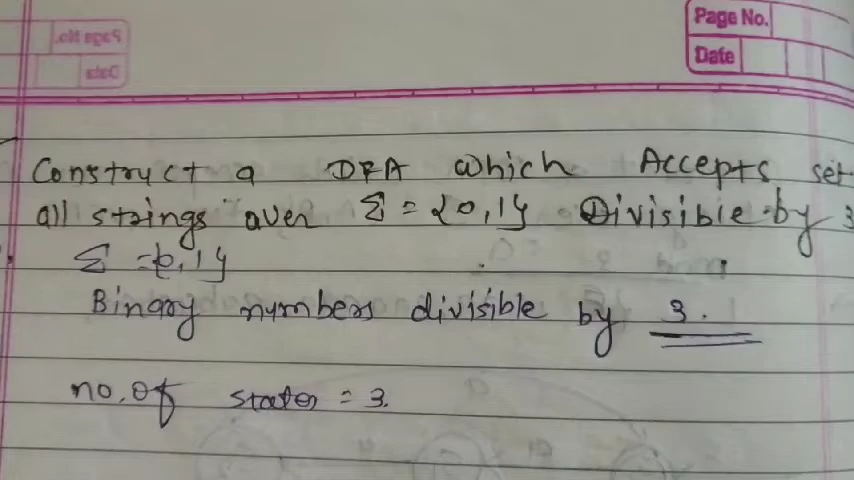 Page No.
Date
Construct a DFA which Accepts set
all strings over Σ = {0,1} Divisible by 3
Σ = {0,1}
Binary numbers divisible by 3.
no. of states = 3.